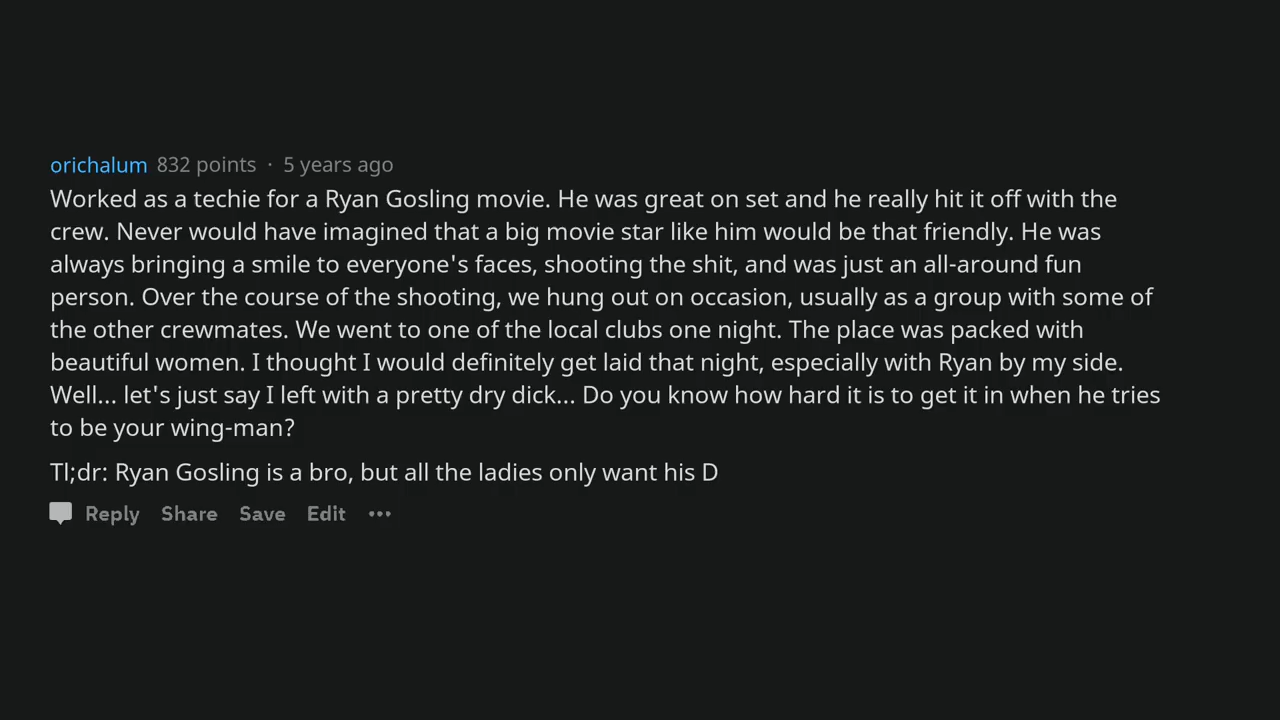 orichalum 832 points · 5 years ago
Worked as a techie for a Ryan Gosling movie. He was great on set and he really hit it off with the
crew. Never would have imagined that a big movie star like him would be that friendly. He was
always bringing a smile to everyone's faces, shooting the shit, and was just an all-around fun
person. Over the course of the shooting, we hung out on occasion, usually as a group with some of
the other crewmates. We went to one of the local clubs one night. The place was packed with
beautiful women. I thought I would definitely get laid that night, especially with Ryan by my side.
Well... let's just say I left with a pretty dry dick... Do you know how hard it is to get it in when he tries
to be your wing-man?
Tl;dr: Ryan Gosling is a bro, but all the ladies only want his D
Reply Share Save Edit •••